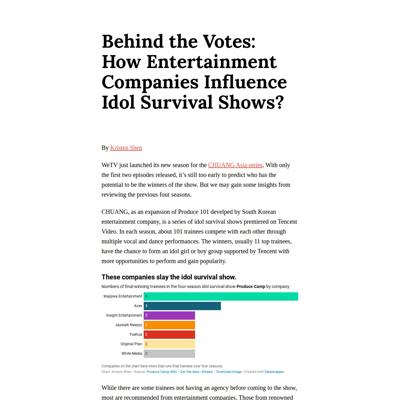 Behind the Votes:
How Entertainment
Companies Influence
Idol Survival Shows?
By Kristen Shen
WeTV just launched its new season for the CHUANG Asia series. With only
the first two episodes released, it's still too early to predict who has the
potential to be the winners of the show. But we may gain some insights from
reviewing the previous four seasons.
CHUANG, as an expansion of Produce 101 develped by South Korean
entertainment company, is a series of idol survival shows premiered on Tencent
Video. In each season, about 101 trainees compete with each other through
multiple vocal and dance performances. The winners, usually 11 top trainees,
have the chance to form an idol girl or boy group supported by Tencent with
more opportunities to perform and gain popularity.
These companies slay the idol survival show.
Numbers of final winning trainees in the four-season idol survival show Produce Camp by company.
Wajijiwa Entertainment
Acee
Insight Entertainment
Jaywalk Newjoy
YueHua
Original Plan
White Media
Companies on the chart have more than one final trainees over four seasons.
Chart: Kristen Shen • Source: Produce Camp Wiki • Get the data • Embed • Download image • Created with Datawrapper
While there are some trainees not having an agency before coming to the show,
most are recommended from entertainment companies. Those from renowned